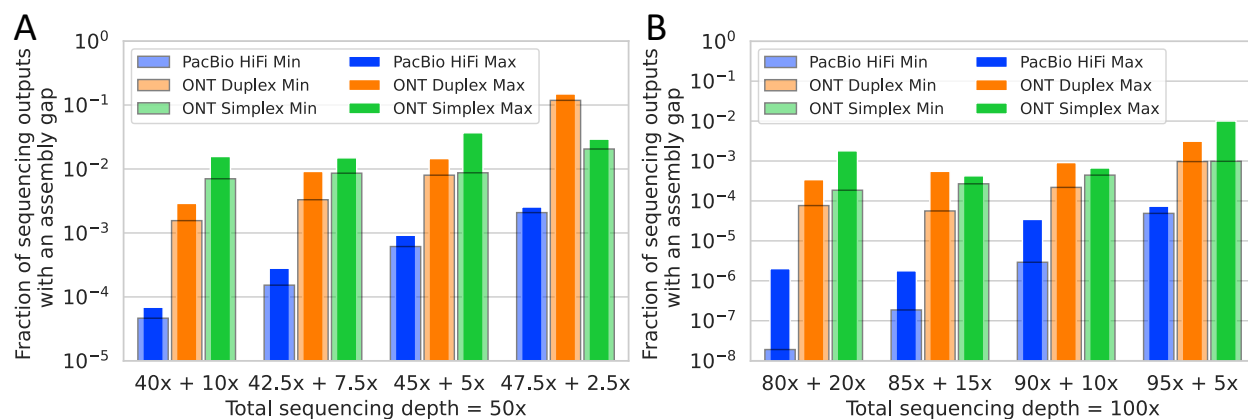 A
Fraction of sequencing outputs
with an assembly gap
10⁰
10⁻¹
10⁻²
10⁻³
10⁻⁴
10⁻⁵
PacBio HiFi Min
ONT Duplex Min
ONT Simplex Min
PacBio HiFi Max
ONT Duplex Max
ONT Simplex Max
40x + 10x
42.5x + 7.5x
45x + 5x
47.5x + 2.5x
Total sequencing depth = 50x
B
Fraction of sequencing outputs
with an assembly gap
10⁰
10⁻¹
10⁻²
10⁻³
10⁻⁴
10⁻⁵
10⁻⁶
10⁻⁷
10⁻⁸
PacBio HiFi Min
ONT Duplex Min
ONT Simplex Min
PacBio HiFi Max
ONT Duplex Max
ONT Simplex Max
80x + 20x
85x + 15x
90x + 10x
95x + 5x
Total sequencing depth = 100x